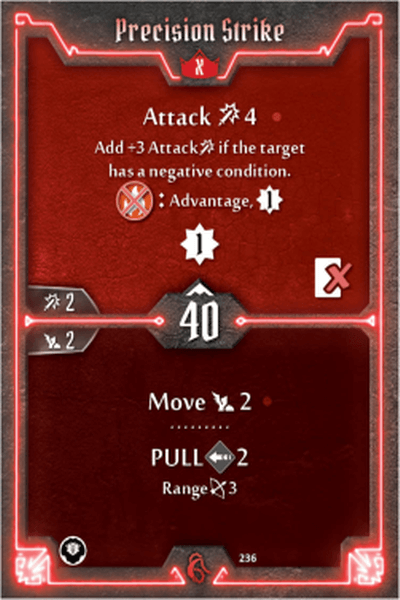 Precision Strike
X
Attack 4
Add +3 Attack if the target
has a negative condition.
: Advantage, 1
1
2
40
2
Move 2
PULL 2
Range 3
236